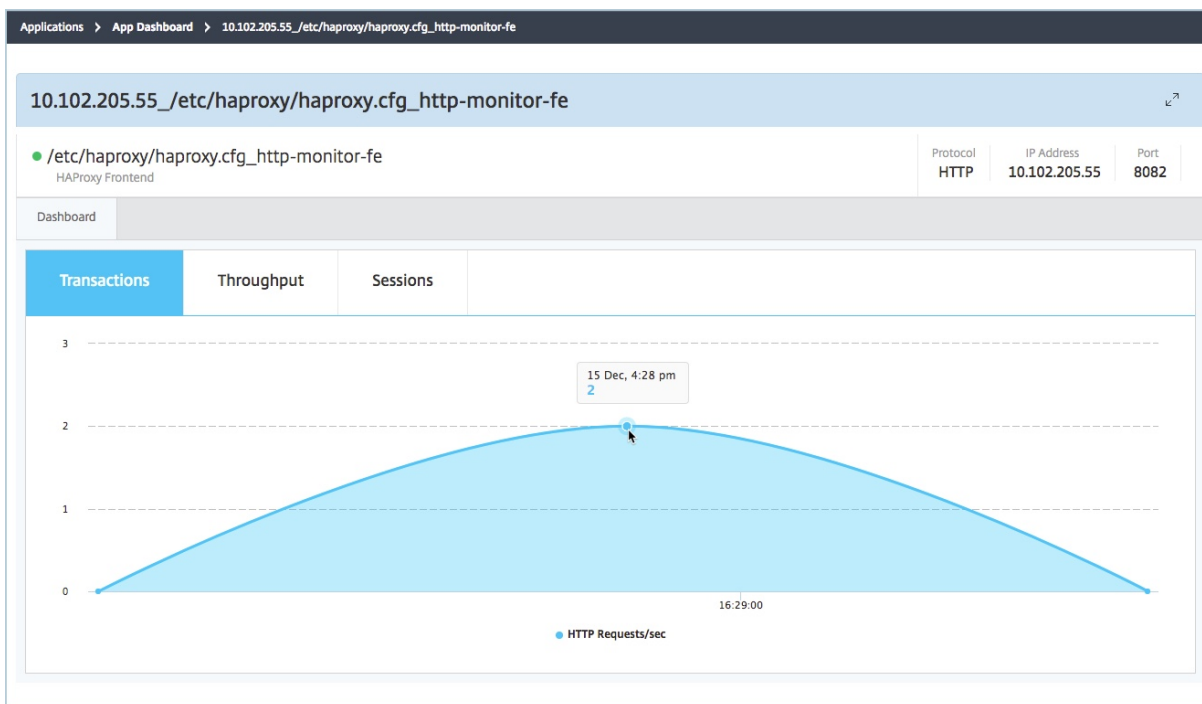 Applications > App Dashboard > 10.102.205.55_/etc/haproxy/haproxy.cfg_http-monitor-fe
10.102.205.55_/etc/haproxy/haproxy.cfg_http-monitor-fe
/etc/haproxy/haproxy.cfg_http-monitor-fe
HAProxy Frontend
Protocol IP Address Port
HTTP 10.102.205.55 8082
Dashboard
Transactions Throughput Sessions
3
15 Dec, 4:28 pm
2
2
1
0
16:29:00
HTTP Requests/sec